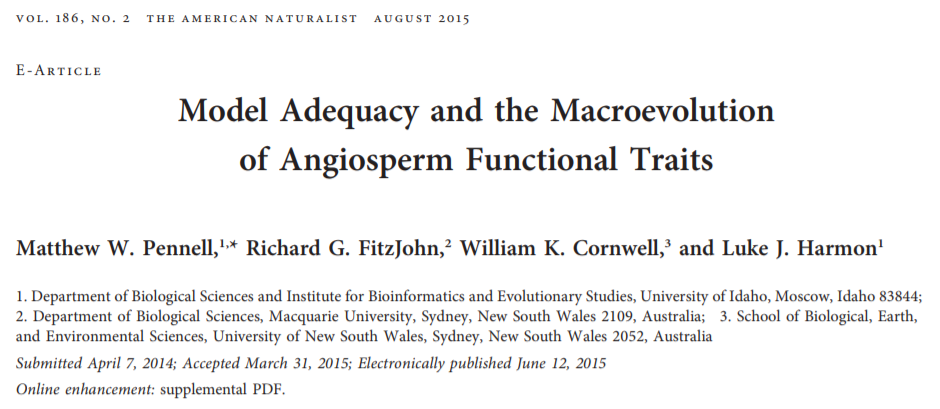 VOL. 186, NO. 2 THE AMERICAN NATURALIST AUGUST 2015
E-Article
Model Adequacy and the Macroevolution
of Angiosperm Functional Traits
Matthew W. Pennell,1,* Richard G. FitzJohn,2 William K. Cornwell,3 and Luke J. Harmon1
1. Department of Biological Sciences and Institute for Bioinformatics and Evolutionary Studies, University of Idaho, Moscow, Idaho 83844;
2. Department of Biological Sciences, Macquarie University, Sydney, New South Wales 2109, Australia; 3. School of Biological, Earth,
and Environmental Sciences, University of New South Wales, Sydney, New South Wales 2052, Australia
Submitted April 7, 2014; Accepted March 31, 2015; Electronically published June 12, 2015
Online enhancement: supplemental PDF.